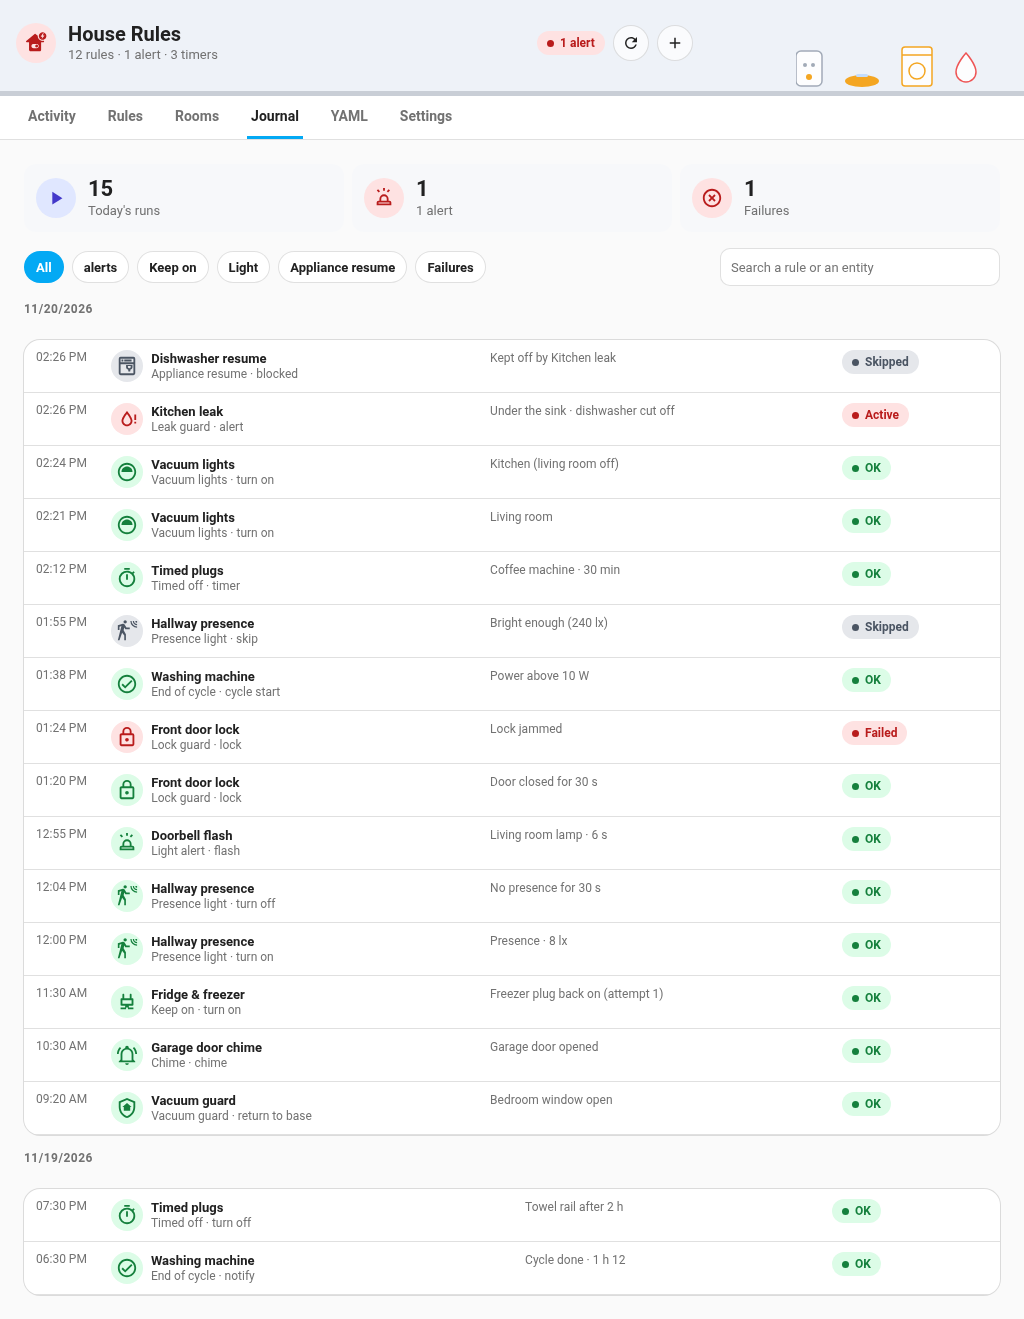 House Rules
12 rules · 1 alert · 3 timers
1 alert
Activity
Rules
Rooms
Journal
YAML
Settings
15
Today's runs
1
1 alert
1
Failures
All
alerts
Keep on
Light
Appliance resume
Failures
Search a rule or an entity
11/20/2026
02:26 PM
Dishwasher resume
Appliance resume · blocked
Kept off by Kitchen leak
Skipped
02:26 PM
Kitchen leak
Leak guard · alert
Under the sink · dishwasher cut off
Active
02:24 PM
Vacuum lights
Vacuum lights · turn on
Kitchen (living room off)
OK
02:21 PM
Vacuum lights
Vacuum lights · turn on
Living room
OK
02:12 PM
Timed plugs
Timed off · timer
Coffee machine · 30 min
OK
01:55 PM
Hallway presence
Presence light · skip
Bright enough (240 lx)
Skipped
01:38 PM
Washing machine
End of cycle · cycle start
Power above 10 W
OK
01:24 PM
Front door lock
Lock guard · lock
Lock jammed
Failed
01:20 PM
Front door lock
Lock guard · lock
Door closed for 30 s
OK
12:55 PM
Doorbell flash
Light alert · flash
Living room lamp · 6 s
OK
12:04 PM
Hallway presence
Presence light · turn off
No presence for 30 s
OK
12:00 PM
Hallway presence
Presence light · turn on
Presence · 8 lx
OK
11:30 AM
Fridge & freezer
Keep on · turn on
Freezer plug back on (attempt 1)
OK
10:30 AM
Garage door chime
Chime · chime
Garage door opened
OK
09:20 AM
Vacuum guard
Vacuum guard · return to base
Bedroom window open
OK
11/19/2026
07:30 PM
Timed plugs
Timed off · turn off
Towel rail after 2 h
OK
06:30 PM
Washing machine
End of cycle · notify
Cycle done · 1 h 12
OK